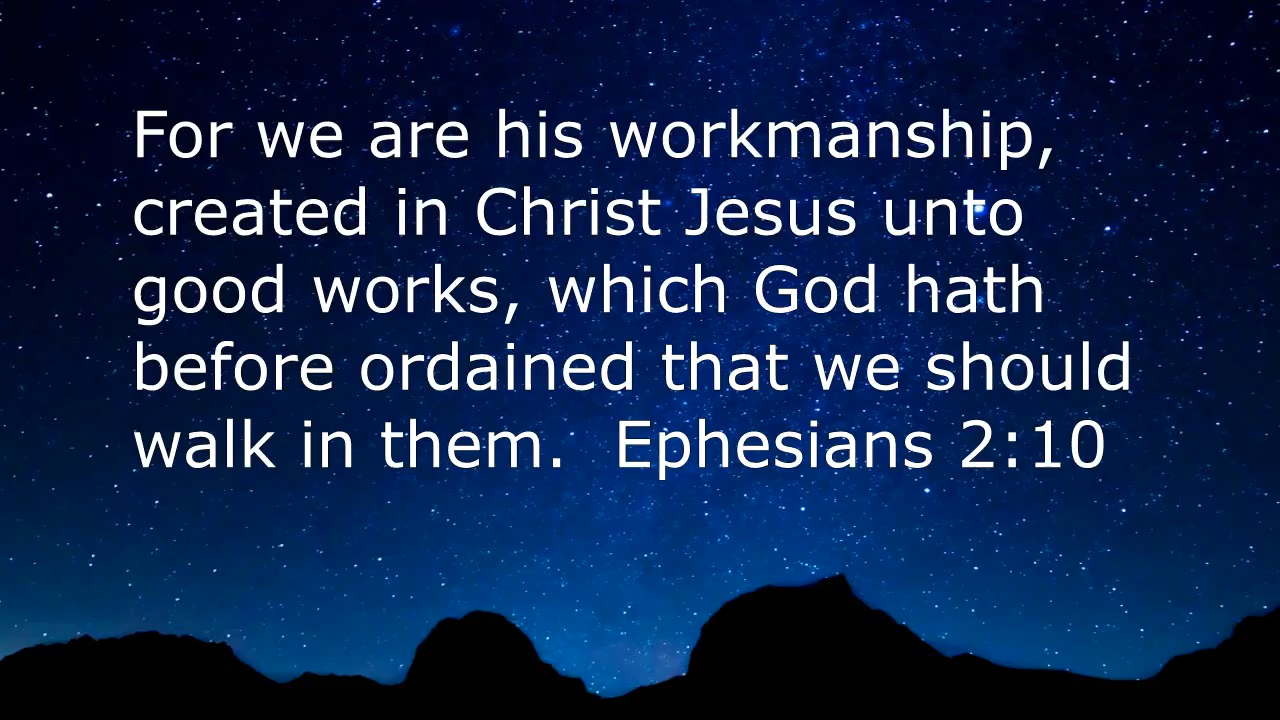 For we are his workmanship,
created in Christ Jesus unto
good works, which God hath
before ordained that we should
walk in them.  Ephesians 2:10